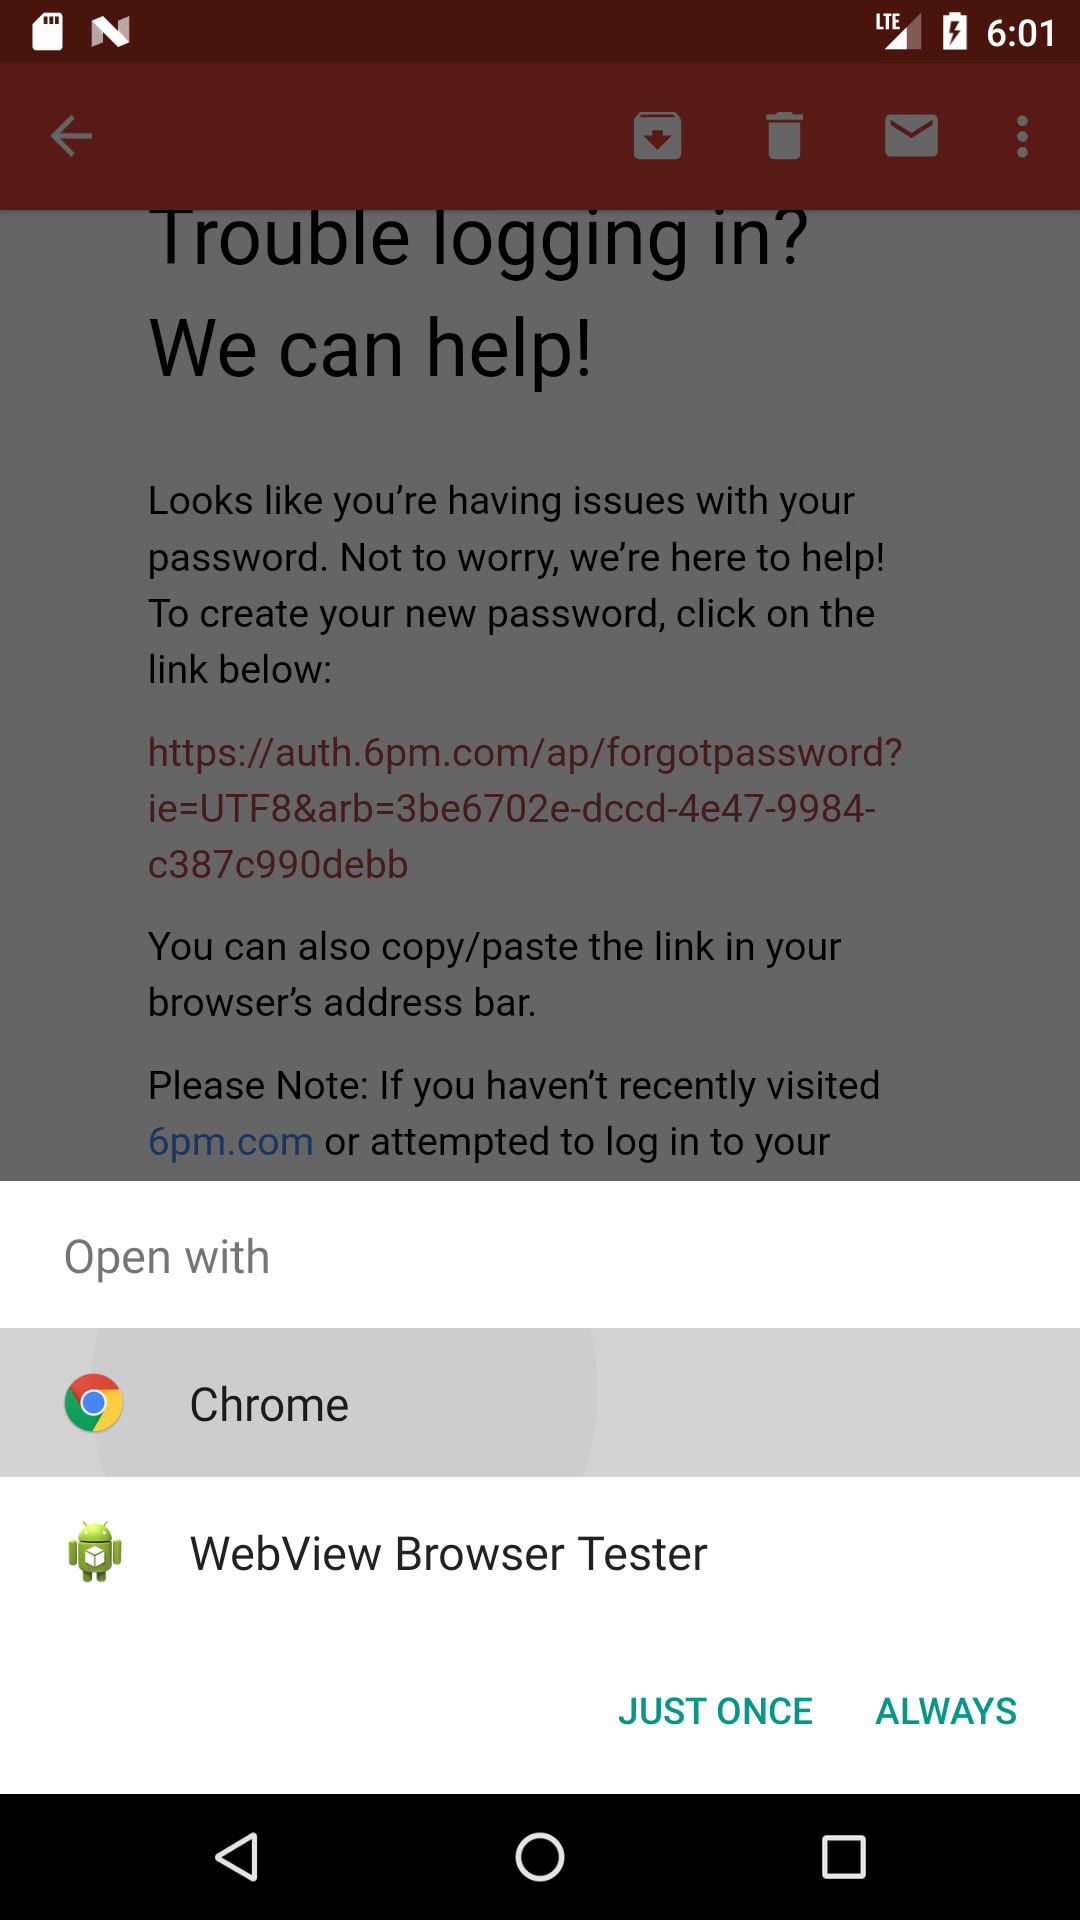 LTE
6:01
Trouble logging in?
We can help!
Looks like you’re having issues with your
password. Not to worry, we’re here to help!
To create your new password, click on the
link below:
https://auth.6pm.com/ap/forgotpassword?
ie=UTF8&arb=3be6702e-dccd-4e47-9984-
c387c990debb
You can also copy/paste the link in your
browser’s address bar.
Please Note: If you haven’t recently visited
6pm.com or attempted to log in to your
Open with
Chrome
WebView Browser Tester
JUST ONCE ALWAYS